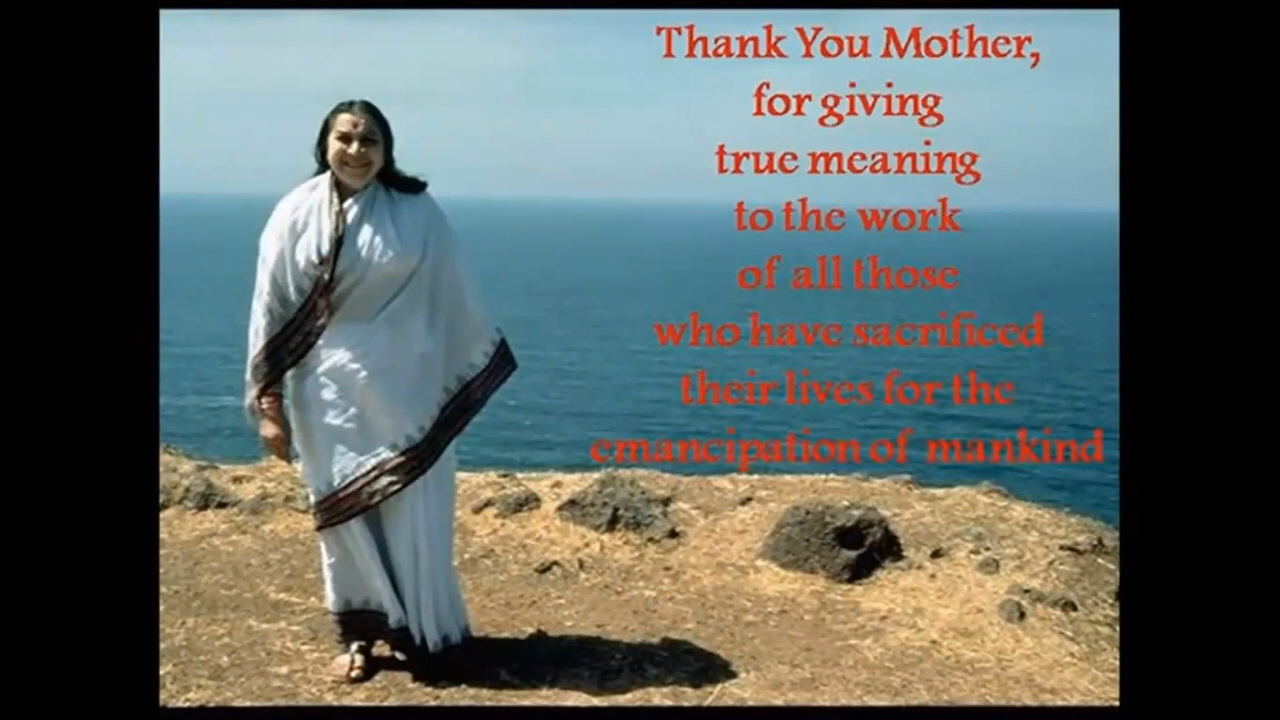 Thank You Mother,
for giving
true meaning
to the work
of all those
who have sacrificed
their lives for the
emancipation of mankind